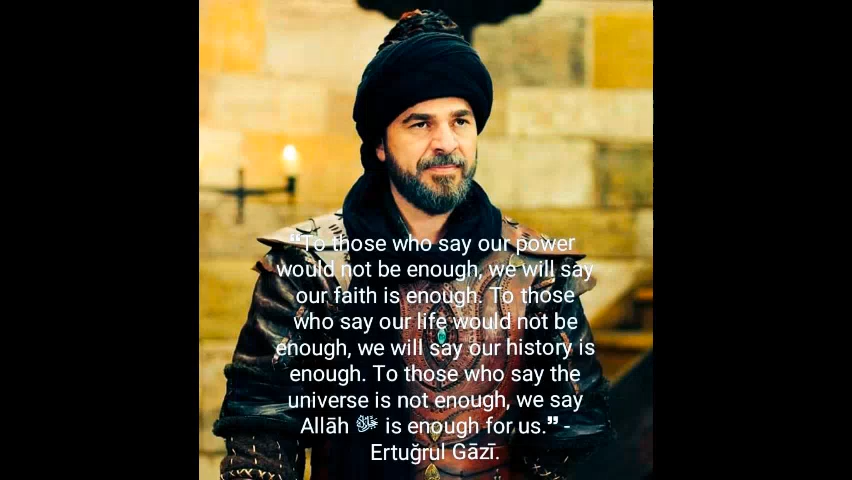 ❝To those who say our power
would not be enough, we will say
our faith is enough. To those
who say our life would not be
enough, we will say our history is
enough. To those who say the
universe is not enough, we say
Allāh ﷻ is enough for us.❞ -
Ertuğrul Gāzī.